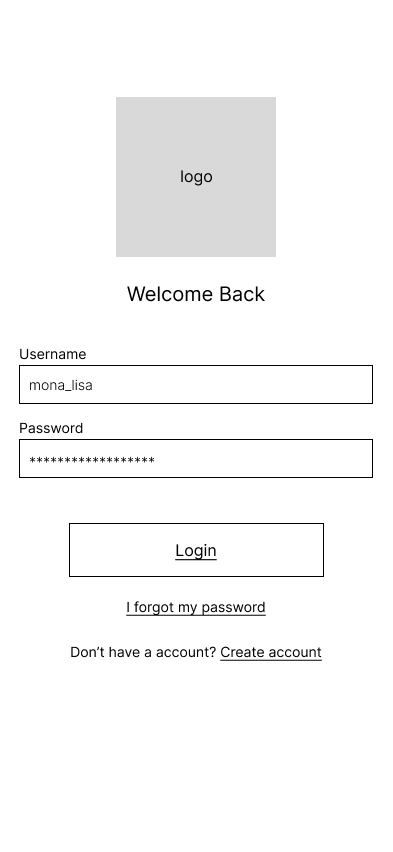 logo
Welcome Back
Username
mona_lisa
Password
******************
Login
I forgot my password
Don’t have a account? Create account